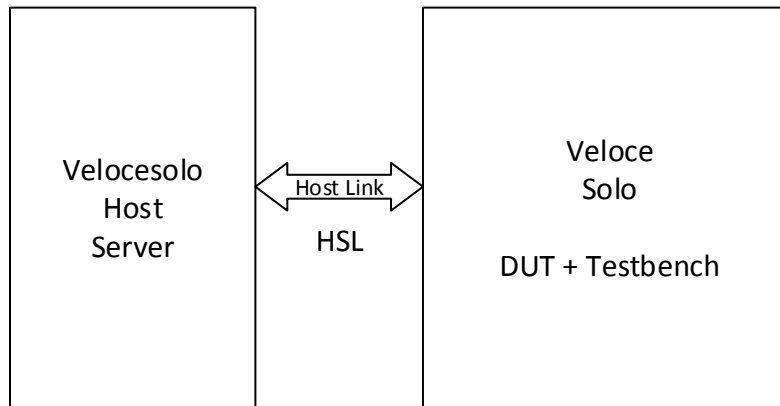 Velocesolo
Host
Server
Host Link
HSL
Veloce
Solo
DUT + Testbench